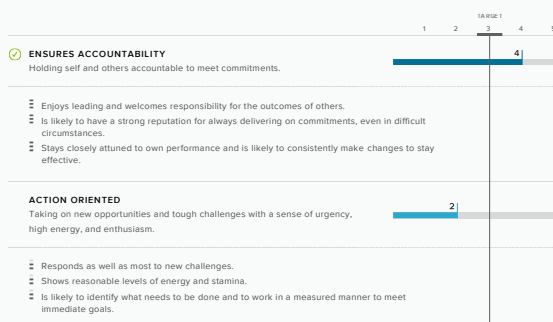 TARGET
1 2 3 4 5
ENSURES ACCOUNTABILITY
4
Holding self and others accountable to meet commitments.
Enjoys leading and welcomes responsibility for the outcomes of others.
Is likely to have a strong reputation for always delivering on commitments, even in difficult
circumstances.
Stays closely attuned to own performance and is likely to consistently make changes to stay
effective.
ACTION ORIENTED
2
Taking on new opportunities and tough challenges with a sense of urgency,
high energy, and enthusiasm.
Responds as well as most to new challenges.
Shows reasonable levels of energy and stamina.
Is likely to identify what needs to be done and to work in a measured manner to meet
immediate goals.